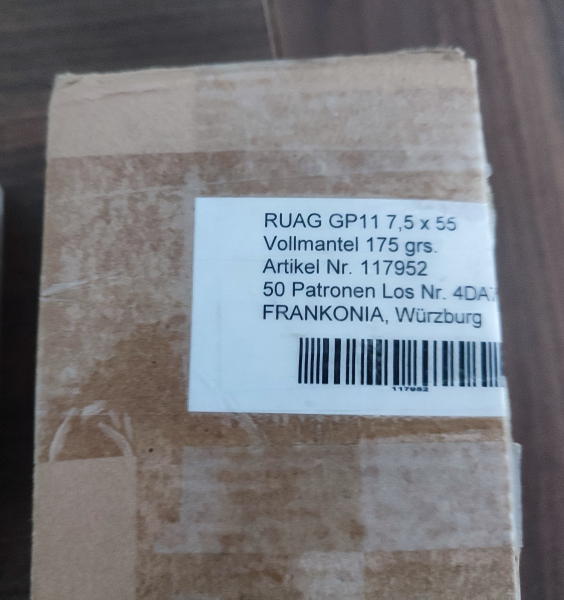 RUAG GP11 7,5 x 55
Vollmantel 175 grs.
Artikel Nr. 117952
50 Patronen Los Nr.
FRANKONIA, Würzburg
117952